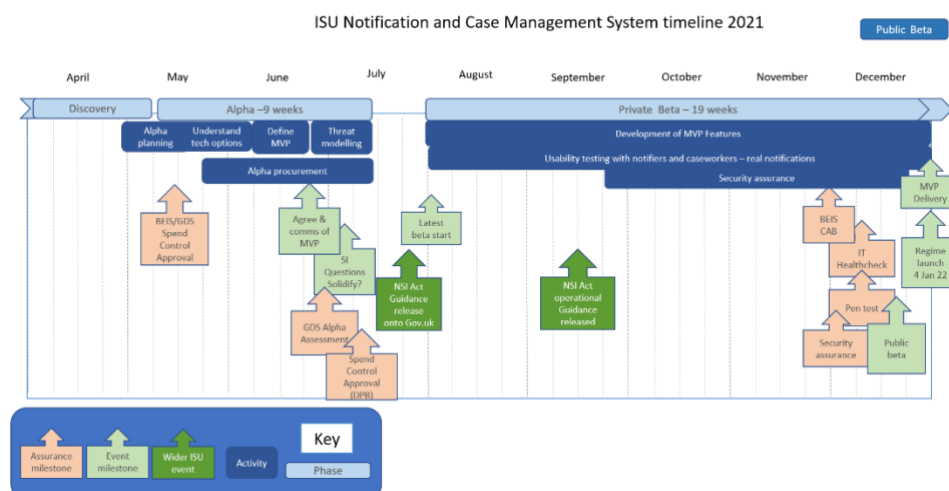 ISU Notification and Case Management System timeline 2021
Public Beta
April
May
June
July
August
September
October
November
December
Discovery
Alpha –9 weeks
Private Beta – 19 weeks
Alpha
planning
Understand
tech options
Define
MVP
Threat
modelling
Development of MVP Features
Usability testing with notifiers and caseworkers – real notifications
Alpha procurement
Security assurance
BEIS/GDS
Spend
Control
Approval
Agree &
comms of
MVP
SI
Questions
Solidify?
GDS Alpha
Assessment
Spend
Control
Approval
(DPB)
Latest
beta start
NSI Act
Guidance
release
onto Gov.uk
NSI Act
operational
Guidance
released
BEIS
CAB
IT
Healthcheck
Pen test
Security
assurance
Public
beta
MVP
Delivery
Regime
launch
4 Jan 22
Key
Assurance
milestone
Event
milestone
Wider ISU
event
Activity
Phase